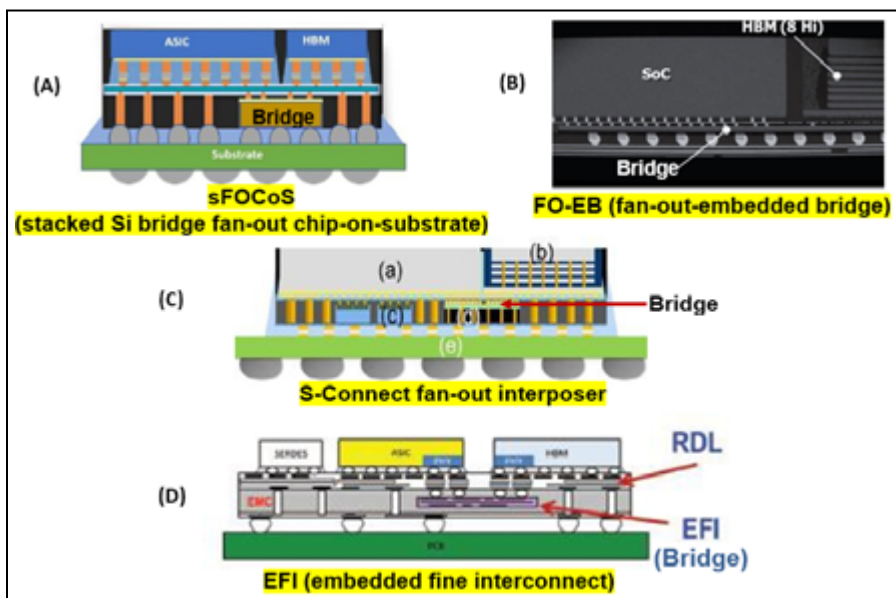 ASIC
HBM
(A)
Bridge
Substrate
sFOCoS
(stacked Si bridge fan-out chip-on-substrate)
HBM (8 Hi)
SoC
(B)
Bridge
FO-EB (fan-out-embedded bridge)
(a)
(b)
(C)
Bridge
(c)
(d)
(e)
S-Connect fan-out interposer
SERDES
ASIC
HBM
PHY
PHY
RDL
(D)
EMC
EFI
(Bridge)
PCB
EFI (embedded fine interconnect)